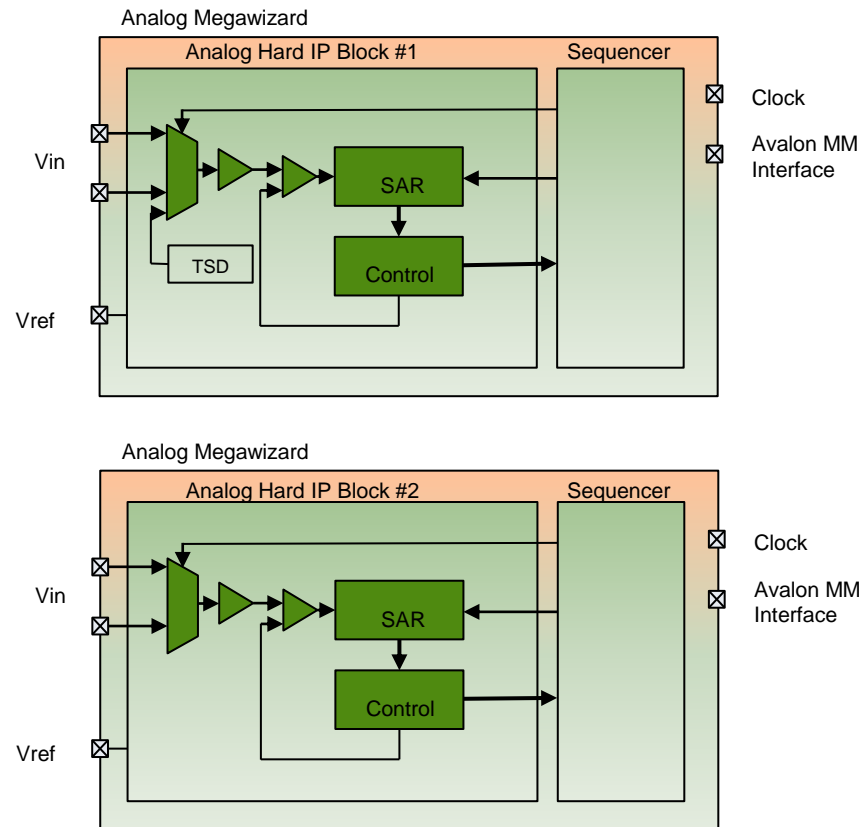 Analog Megawizard
Analog Hard IP Block #1
Sequencer
Clock
Vin
Avalon MM
Interface
SAR
TSD
Control
Vref
Analog Megawizard
Analog Hard IP Block #2
Sequencer
Clock
Vin
Avalon MM
Interface
SAR
Control
Vref